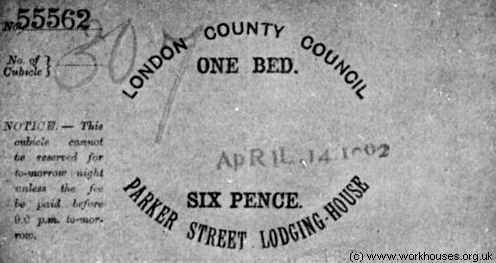 No. 55562
No. of
Cubicle }
307
NOTICE. — This
cubicle cannot
be reserved for
to-morrow night
unless the fee
be paid before
9.0 p.m. to-mor-
row.
LONDON COUNTY COUNCIL
ONE BED.
APRIL 14 1902
SIX PENCE.
PARKER STREET LODGING-HOUSE
(c) www.workhouses.org.uk